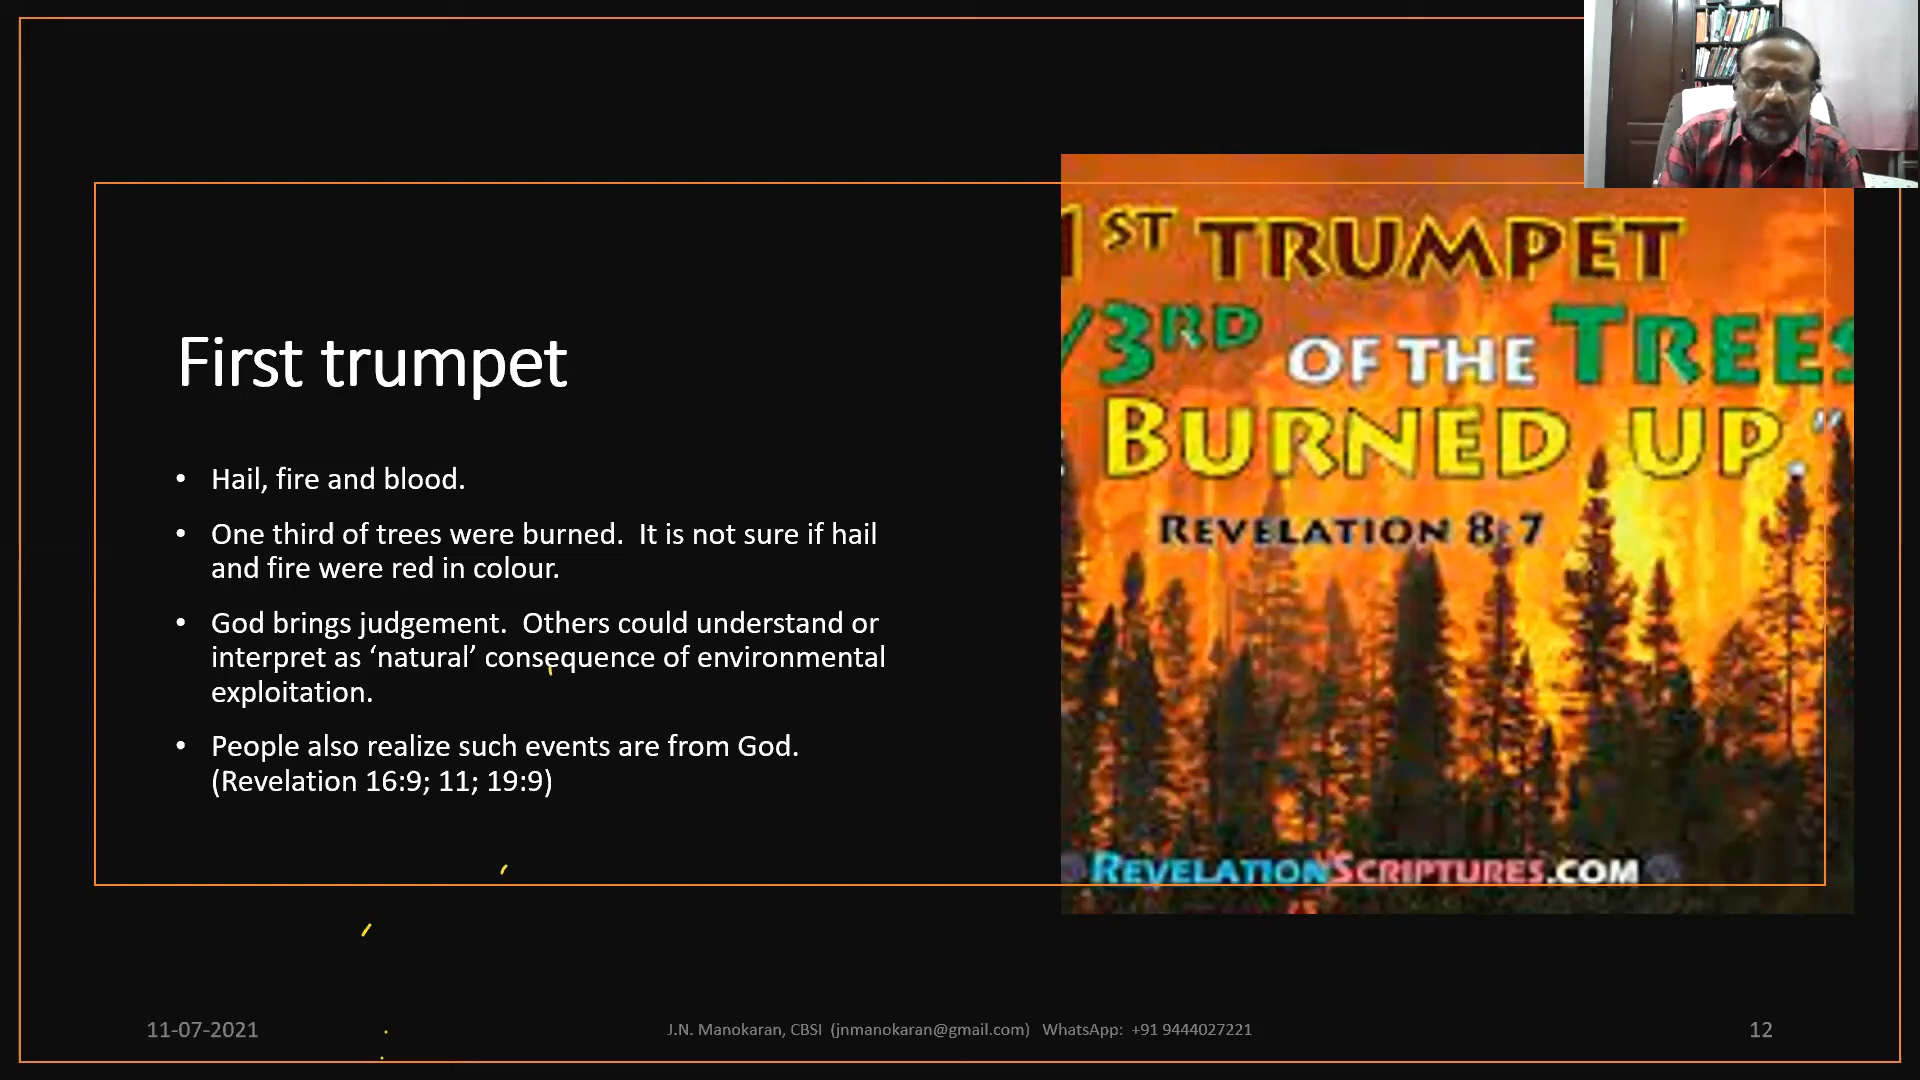 First trumpet
• Hail, fire and blood.
• One third of trees were burned.  It is not sure if hail
and fire were red in colour.
• God brings judgement.  Others could understand or
interpret as ‘natural’ consequence of environmental
exploitation.
• People also realize such events are from God.
(Revelation 16:9; 11; 19:9)
1ST TRUMPET
/3RD OF THE TREES
BURNED UP."
REVELATION 8:7
REVELATIONSCRIPTURES.COM
11-07-2021
J.N. Manokaran, CBSI (jnmanokaran@gmail.com)  WhatsApp: +91 9444027221
12